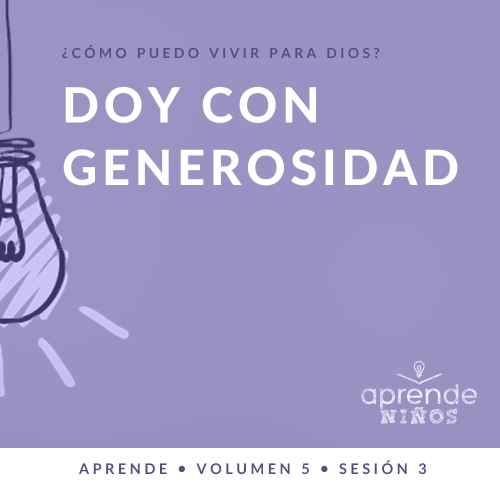 ¿CÓMO PUEDO VIVIR PARA DIOS?
DOY CON
GENEROSIDAD
aprende
NIÑOS
APRENDE • VOLUMEN 5 • SESIÓN 3